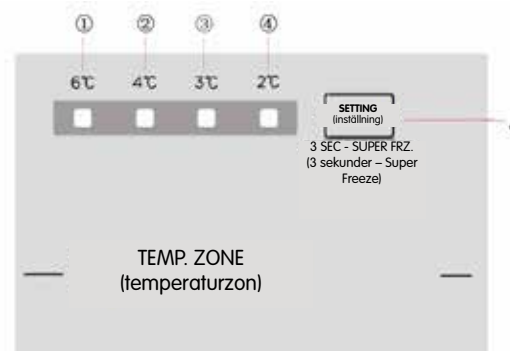 ① ② ③ ④
6℃ 4℃ 3℃ 2℃
SETTING
(inställning)
3 SEC - SUPER FRZ.
(3 sekunder – Super
Freeze)
TEMP. ZONE
(temperaturzon)